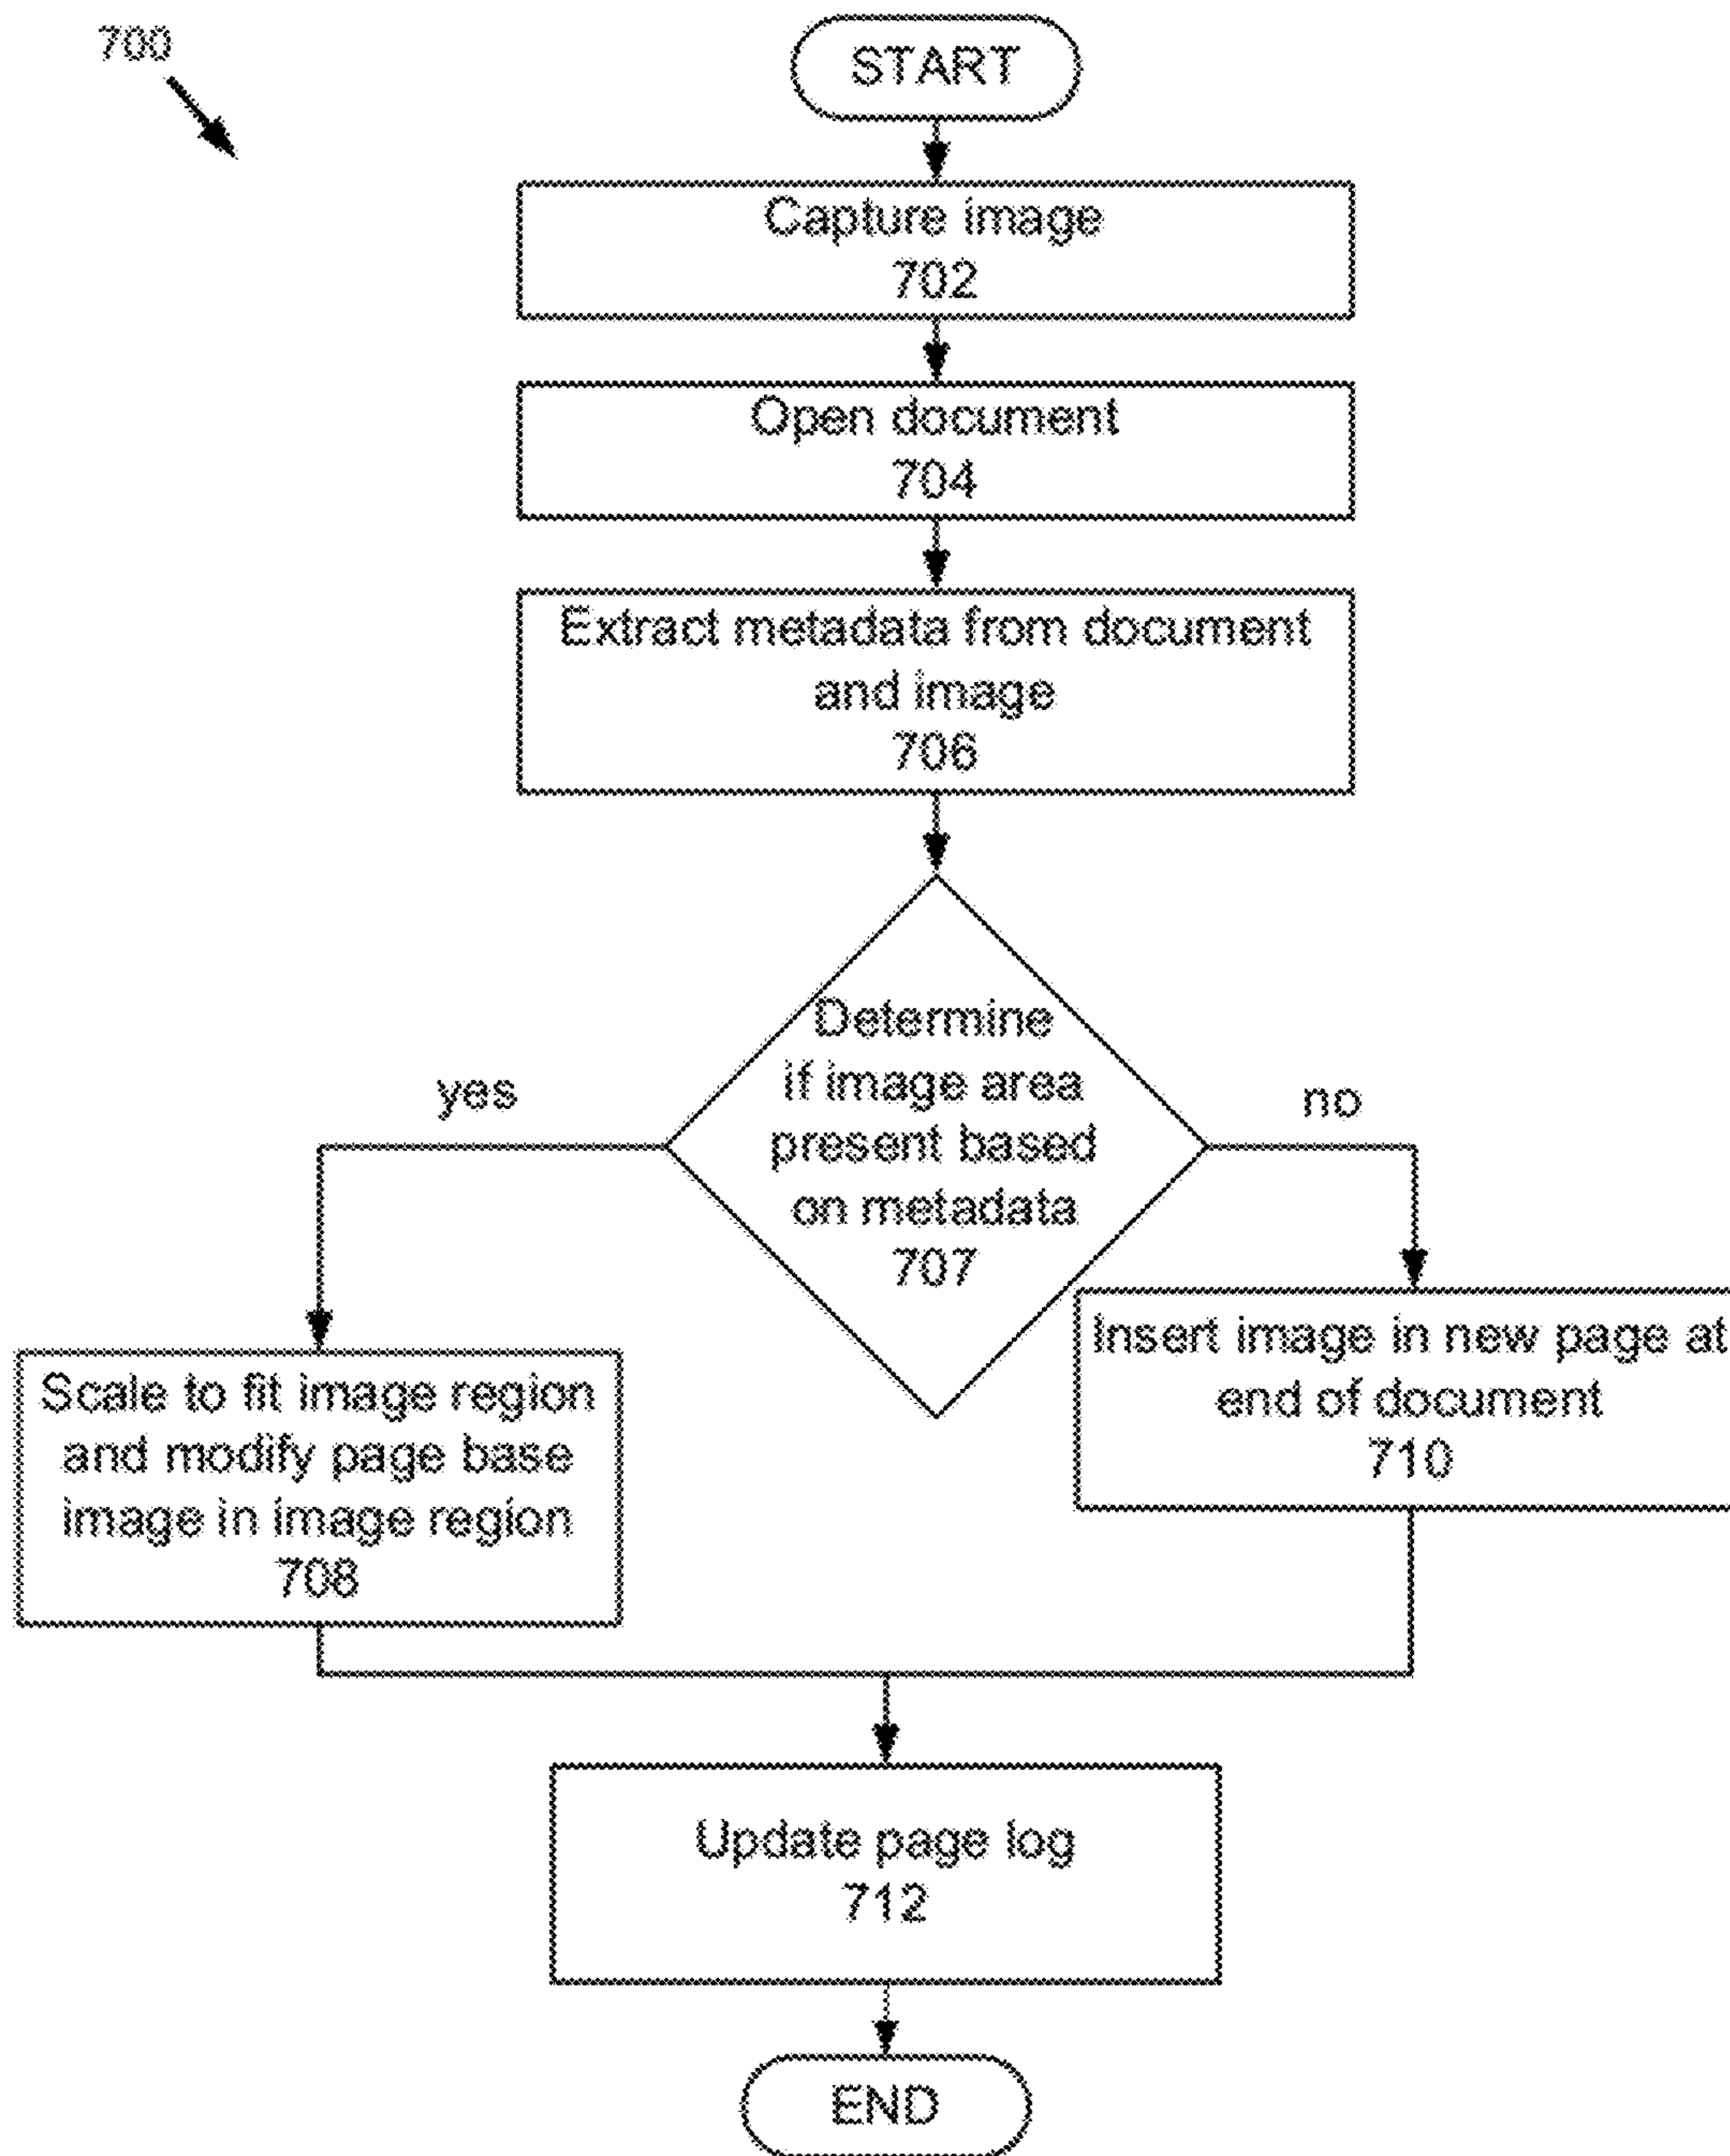 700
START
Capture image
702
Open document
704
Extract metadata from document
and image
706
Determine
if image area
present based
on metadata
707
yes
no
Scale to fit image region
and modify page base
image in image region
708
Insert image in new page at
end of document
710
Update page log
712
END